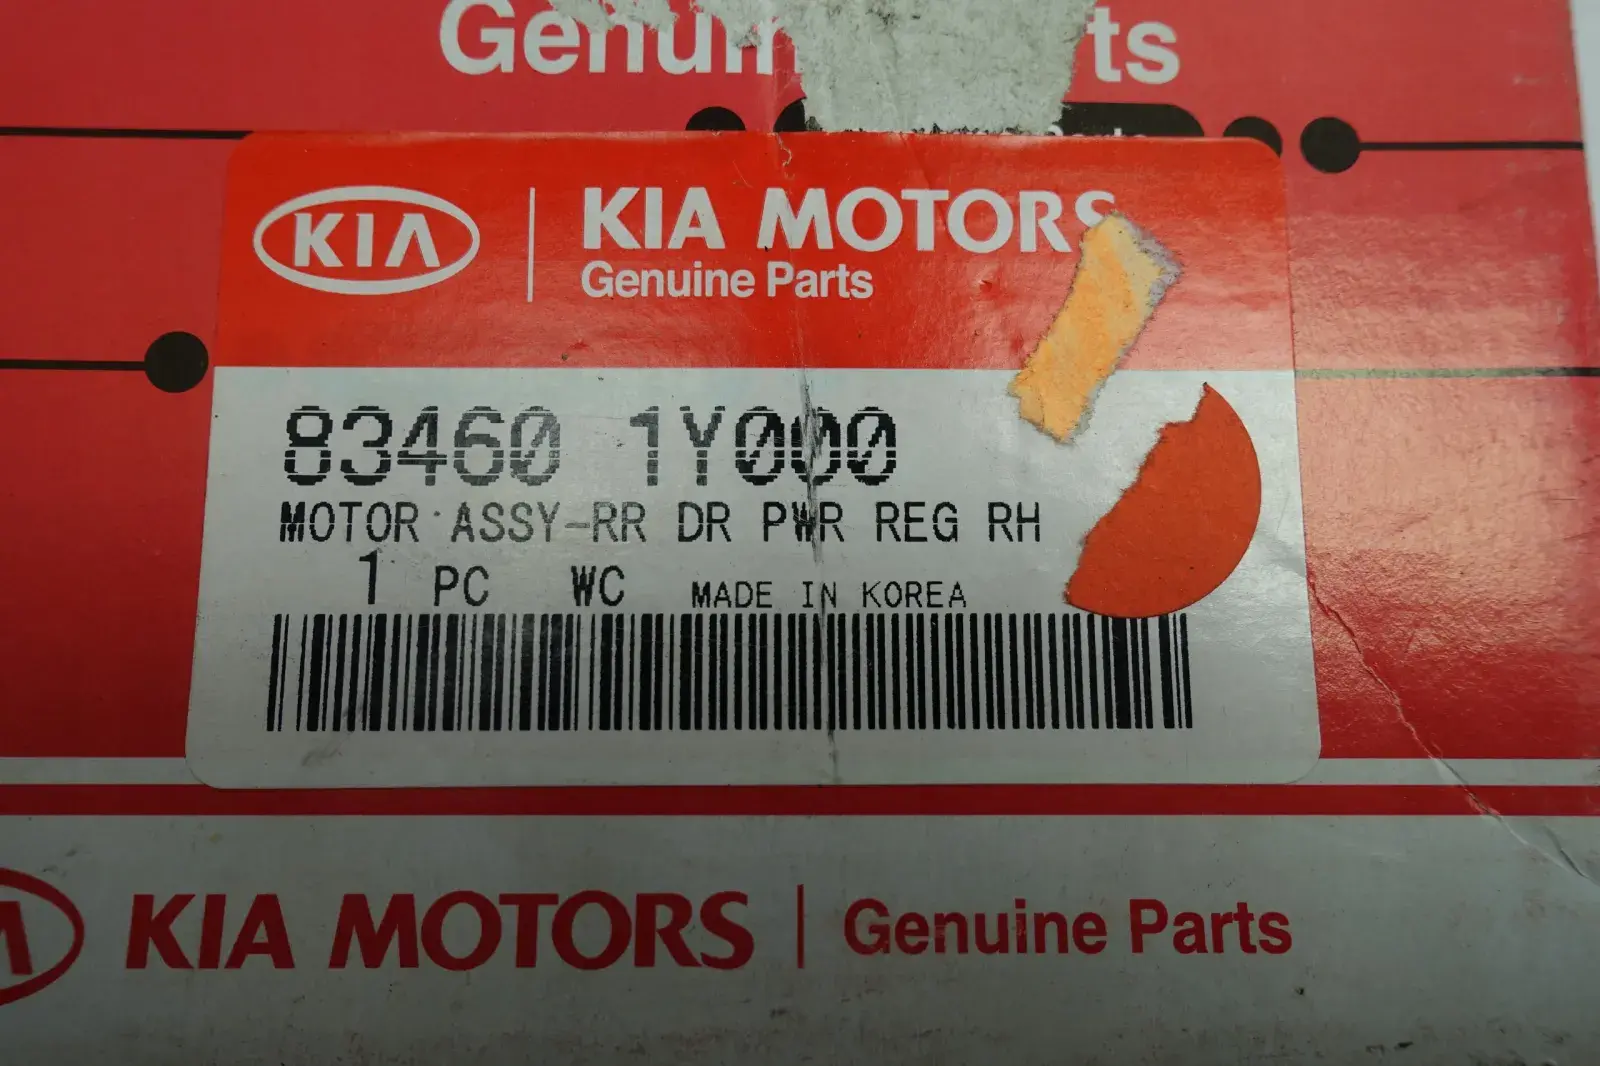 KIA
KIA MOTORS
Genuine Parts
83460 1Y000
MOTOR ASSY-RR DR PWR REG RH
1 PC WC MADE IN KOREA
KIA MOTORS | Genuine Parts